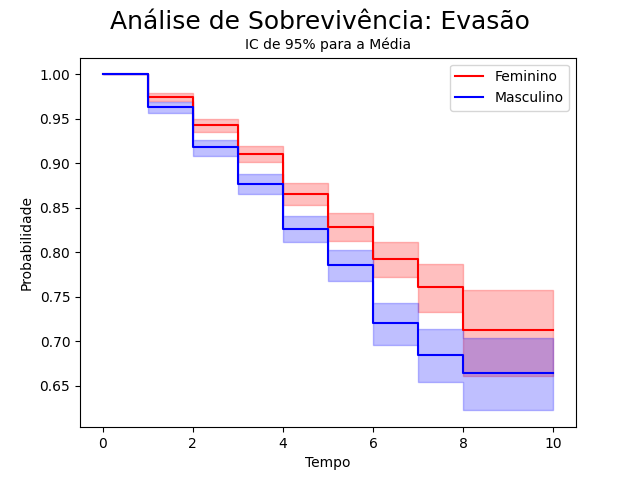 Análise de Sobrevivência: Evasão
IC de 95% para a Média
Feminino
Masculino
1.00
0.95
0.90
0.85
0.80
0.75
0.70
0.65
Probabilidade
0 2 4 6 8 10
Tempo